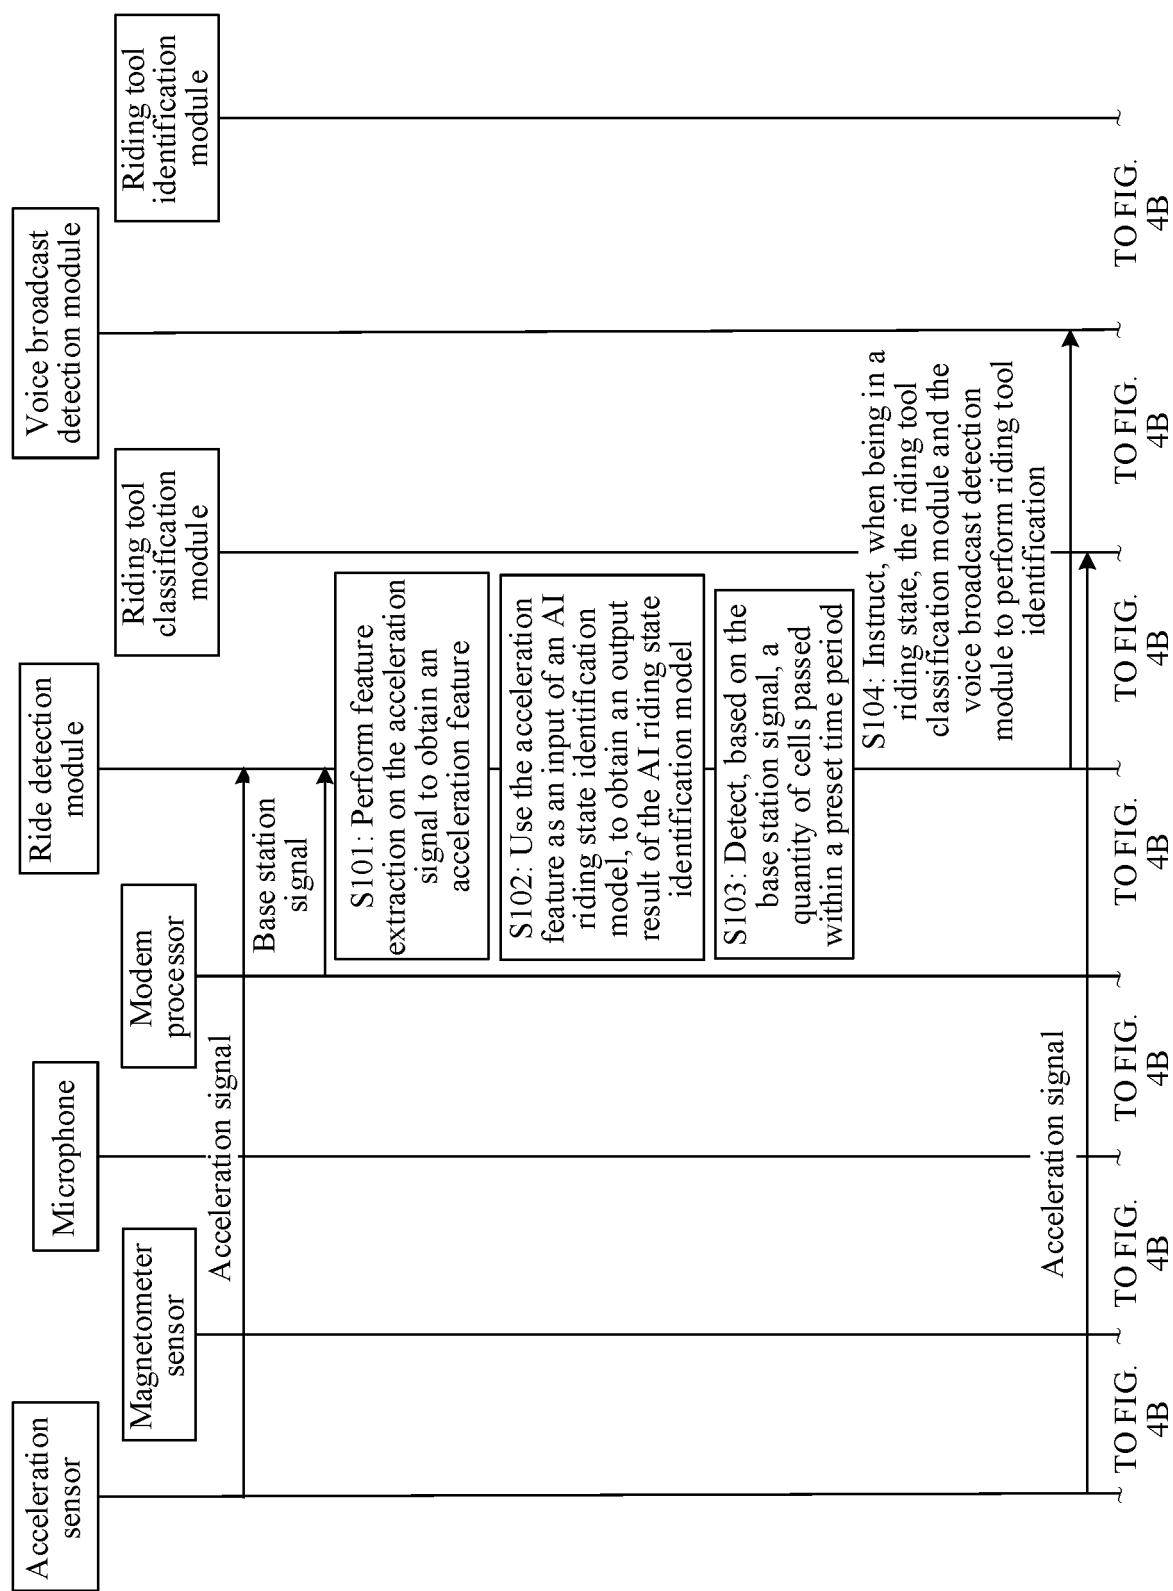 Acceleration
sensor
Magnetometer
sensor
Microphone
Modem
processor
Ride detection
module
Riding tool
classification
module
Voice broadcast
detection module
Riding tool
identification
module
Acceleration signal
Base station
signal
S101: Perform feature
extraction on the acceleration
signal to obtain an
acceleration feature
S102: Use the acceleration
feature as an input of an AI
riding state identification
model, to obtain an output
result of the AI riding state
identification model
S103: Detect, based on the
base station signal, a
quantity of cells passed
within a preset time period
S104: Instruct, when being in a
riding state, the riding tool
classification module and the
voice broadcast detection
module to perform riding tool
identification
Acceleration signal
TO FIG.
4B
TO FIG.
4B
TO FIG.
4B
TO FIG.
4B
TO FIG.
4B
TO FIG.
4B
TO FIG.
4B